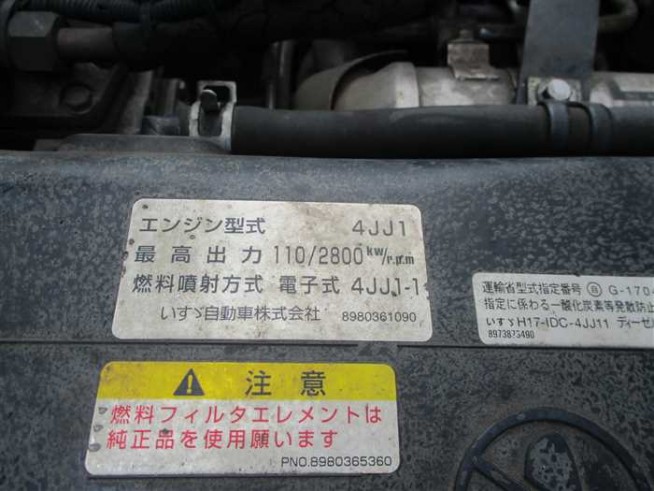 エンジン型式 4JJ1
最高出力 110/2800kW/r.p.m
燃料噴射方式 電子式 4JJ1-1
いすゞ自動車株式会社 8980361090
運輸省型式指定番号 Ⓑ G-1704
指定に係わる一酸化炭素等発散防止
いすゞH17-IDC-4JJ11 ディーゼル
8973875490
注意
燃料フィルタエレメントは
純正品を使用願います
PNO.8980365360